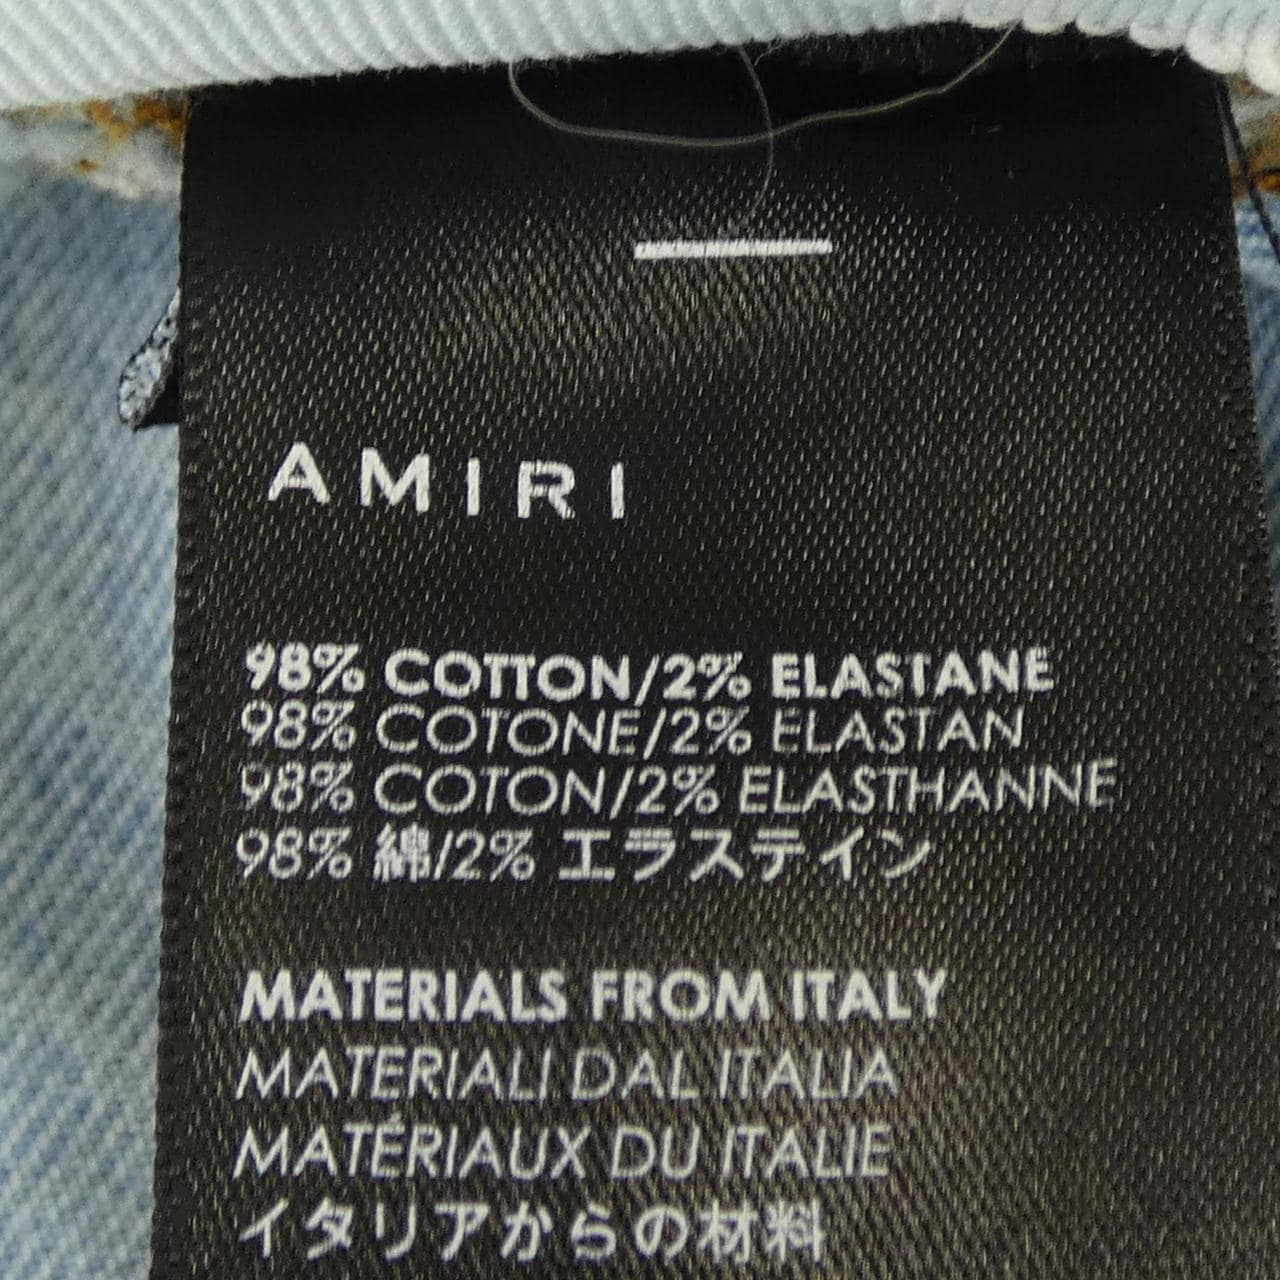 AMIRI
98% COTTON/2% ELASTANE
98% COTONE/2% ELASTAN
98% COTON/2% ELASTHANNE
98% 綿/2% エラステイン
MATERIALS FROM ITALY
MATERIALI DAL ITALIA
MATÉRIAUX DU ITALIE
イタリアからの材料